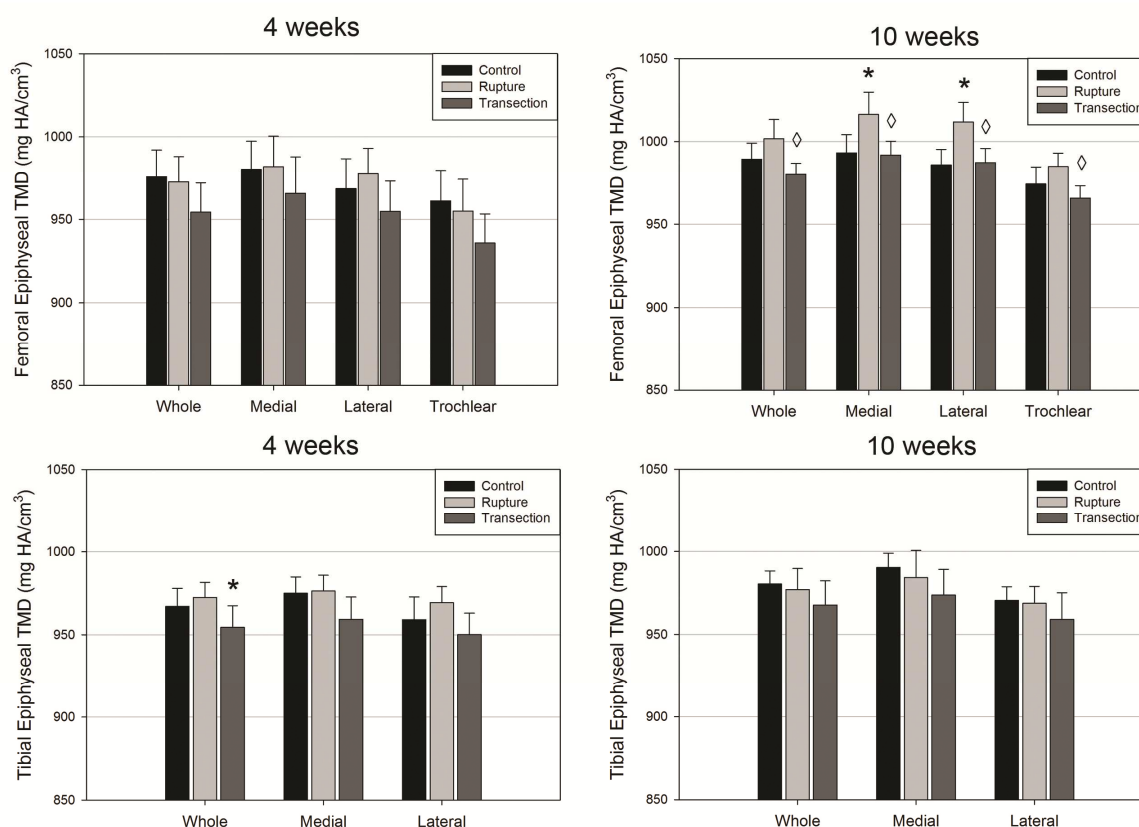 4 weeks
Femoral Epiphyseal TMD (mg HA/cm³)
1050
1000
950
900
850
Control
Rupture
Transection
Whole Medial Lateral Trochlear
10 weeks
Femoral Epiphyseal TMD (mg HA/cm³)
1050
1000
950
900
850
Control
Rupture
Transection
* *
◊ ◊ ◊ ◊
Whole Medial Lateral Trochlear
4 weeks
Tibial Epiphyseal TMD (mg HA/cm³)
1050
1000
950
900
850
Control
Rupture
Transection
*
Whole Medial Lateral
10 weeks
Tibial Epiphyseal TMD (mg HA/cm³)
1050
1000
950
900
850
Control
Rupture
Transection
Whole Medial Lateral